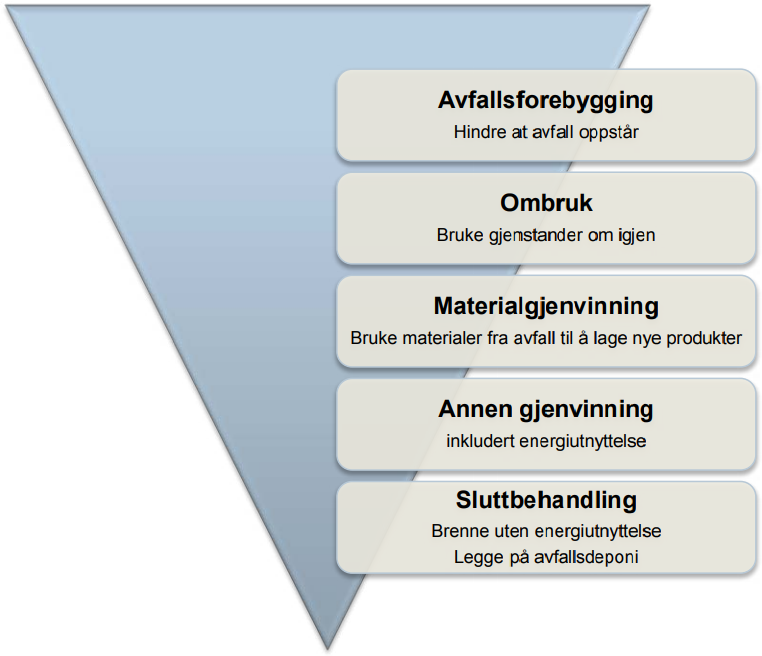 Avfallsforebygging
Hindre at avfall oppstår
Ombruk
Bruke gjenstander om igjen
Materialgjenvinning
Bruke materialer fra avfall til å lage nye produkter
Annen gjenvinning
inkludert energiutnyttelse
Sluttbehandling
Brenne uten energiutnyttelse
Legge på avfallsdeponi